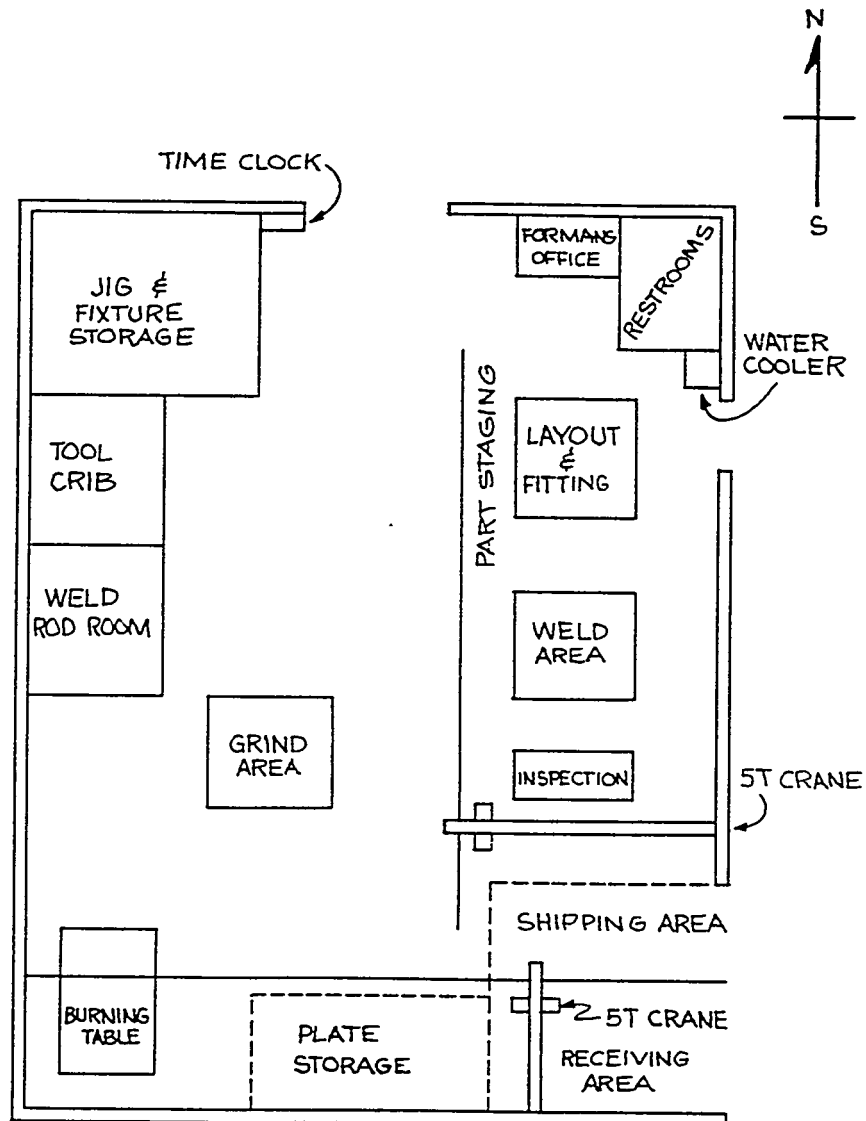 N
S
TIME CLOCK
FORMANS
OFFICE
RESTROOMS
JIG &
FIXTURE
STORAGE
WATER
COOLER
PART STAGING
LAYOUT
&
FITTING
TOOL
CRIB
WELD
ROD ROOM
WELD
AREA
GRIND
AREA
INSPECTION
5T CRANE
SHIPPING AREA
BURNING
TABLE
PLATE
STORAGE
5T CRANE
RECEIVING
AREA